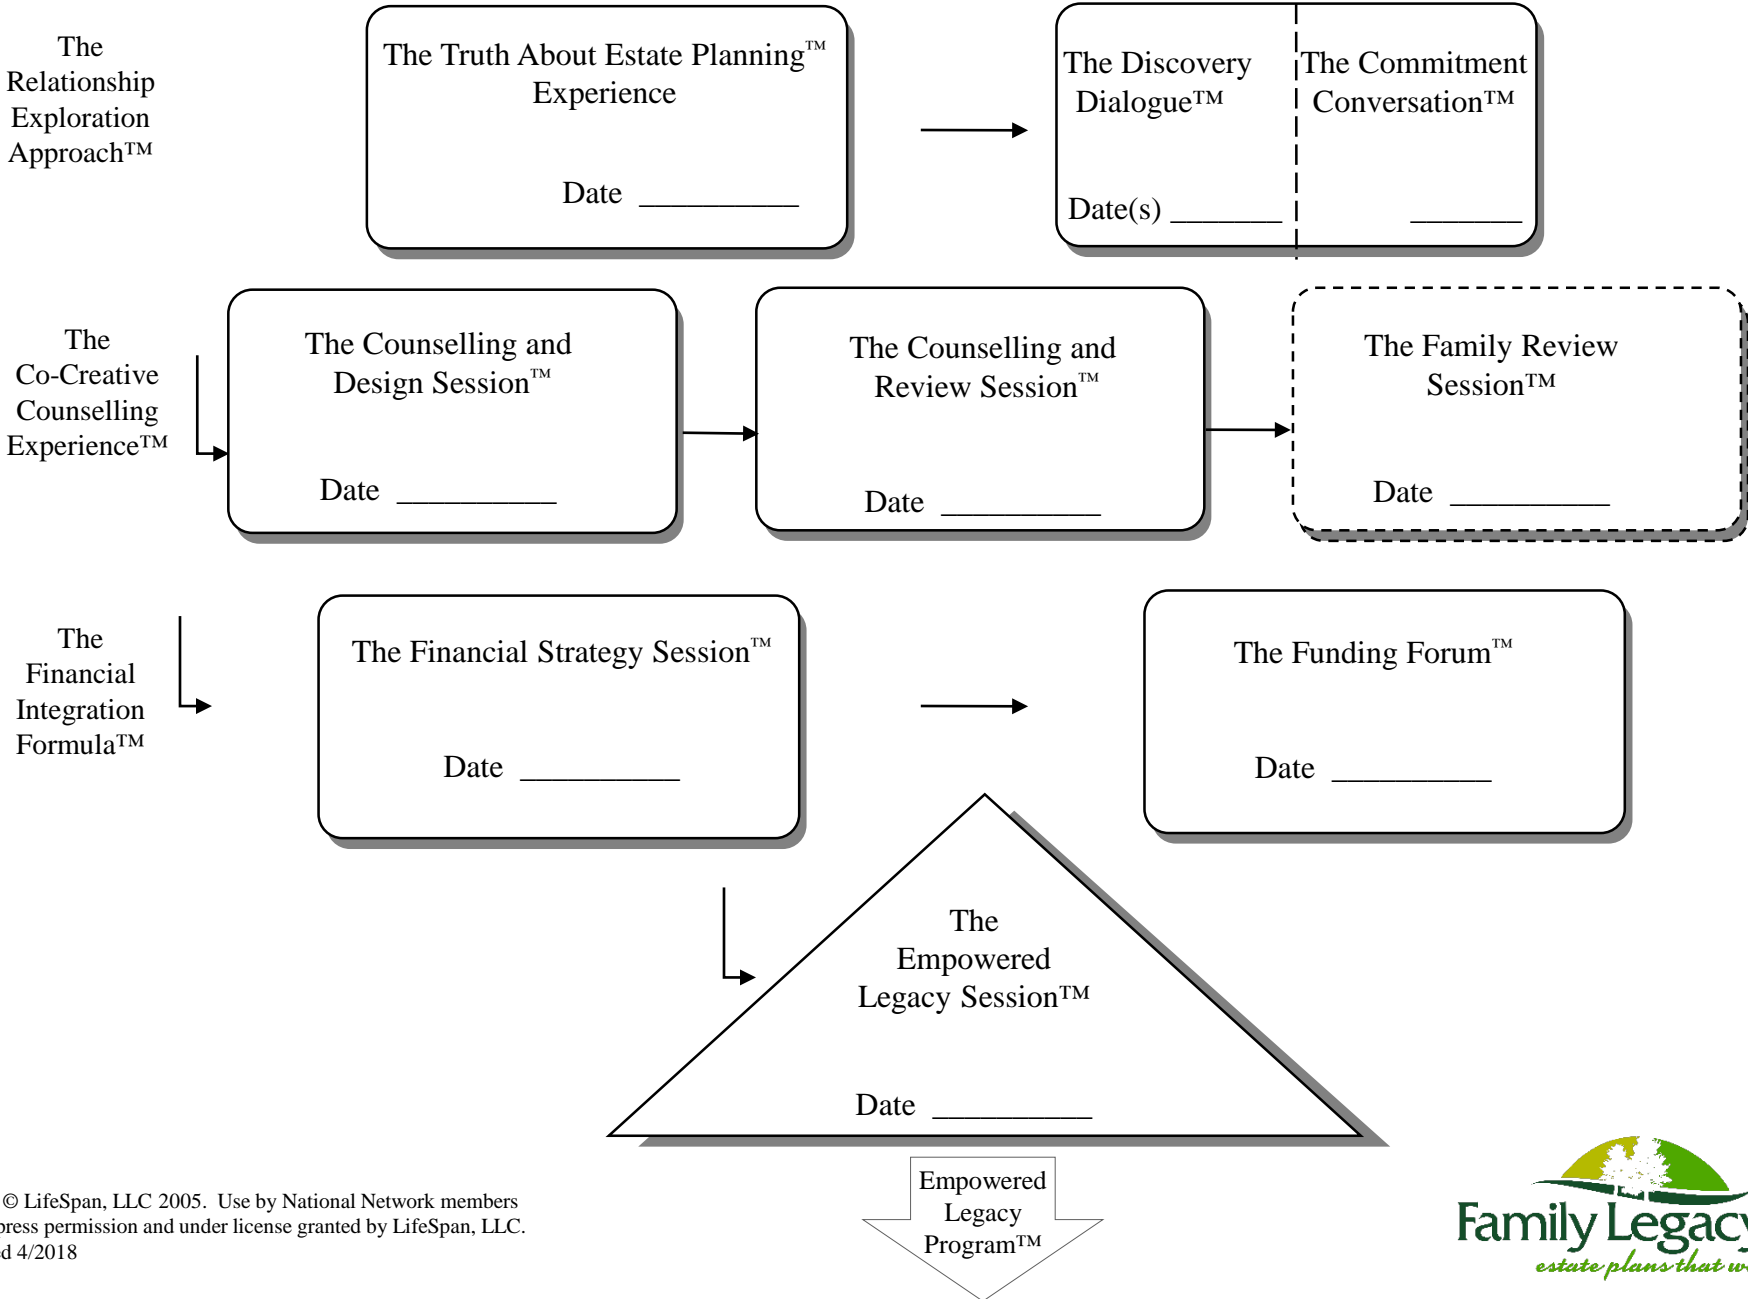 The
Relationship
Exploration
Approach™
The Truth About Estate Planning™
Experience
Date __________
The Discovery
Dialogue™
Date(s) _______
The Commitment
Conversation™
_______
The
Co-Creative
Counselling
Experience™
The Counselling and
Design Session™
Date __________
The Counselling and
Review Session™
Date __________
The Family Review
Session™
Date __________
The
Financial
Integration
Formula™
The Financial Strategy Session™
Date __________
The Funding Forum™
Date __________
The
Empowered
Legacy Session™
Date __________
Empowered
Legacy
Program™
© LifeSpan, LLC 2005. Use by National Network members
press permission and under license granted by LifeSpan, LLC.
d 4/2018
Family Legacy
estate plans that w